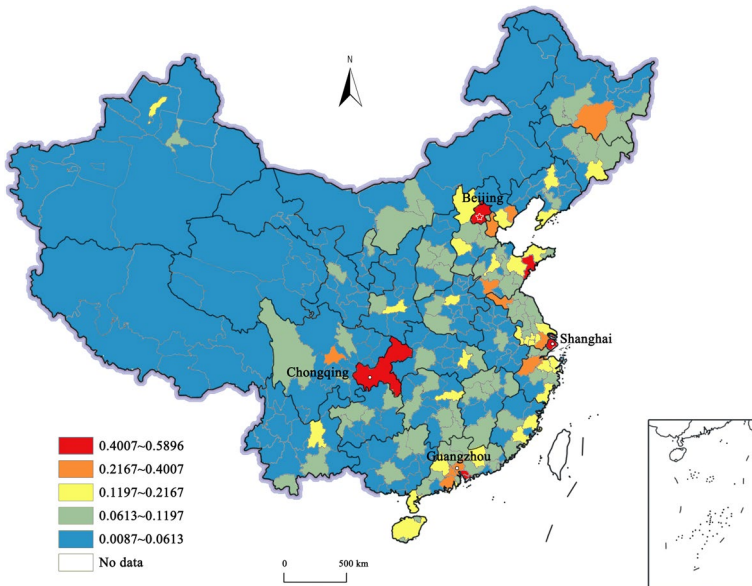 N
Beijing
Shanghai
Chongqing
Guangzhou
0.4007~0.5896
0.2167~0.4007
0.1197~0.2167
0.0613~0.1197
0.0087~0.0613
No data
0 500 km